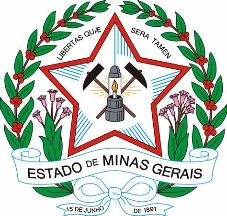 LIBERTAS QUÆ SERA TAMEN
ESTADO DE MINAS GERAIS
15 DE JUNHO DE 1891